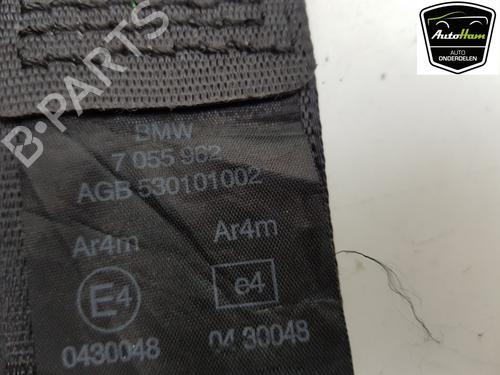 AutoHam
AUTO
ONDERDELEN
B-PARTS
BMW
7 055 962
AGB 530101002
Ar4m Ar4m
E4 e4
0430048 04 30048